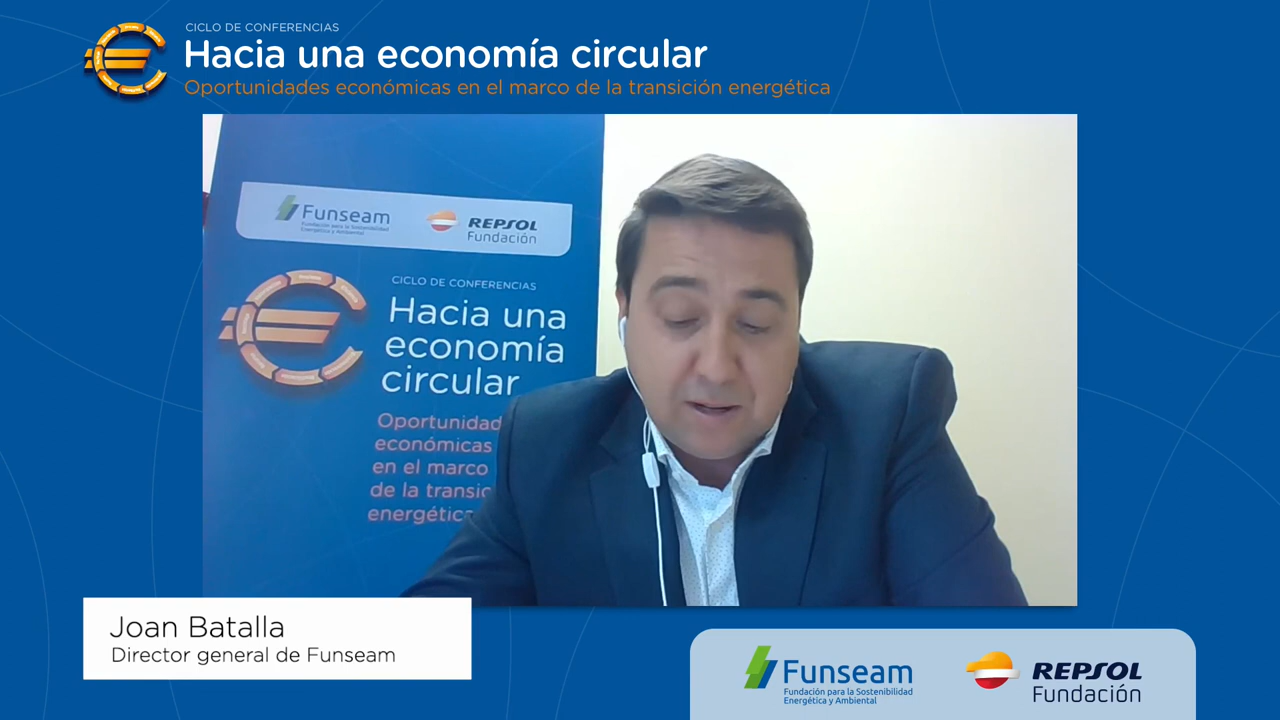 CICLO DE CONFERENCIAS
Hacia una economía circular
Oportunidades económicas en el marco de la transición energética
Funseam
Fundación para la Sostenibilidad
Energética y Ambiental
REPSOL
Fundación
CICLO DE CONFERENCIAS
Hacia una
economía
circular
Oportunidad
económicas
en el marco
de la transic
energética
Joan Batalla
Director general de Funseam
Funseam
Fundación para la Sostenibilidad
Energética y Ambiental
REPSOL
Fundación